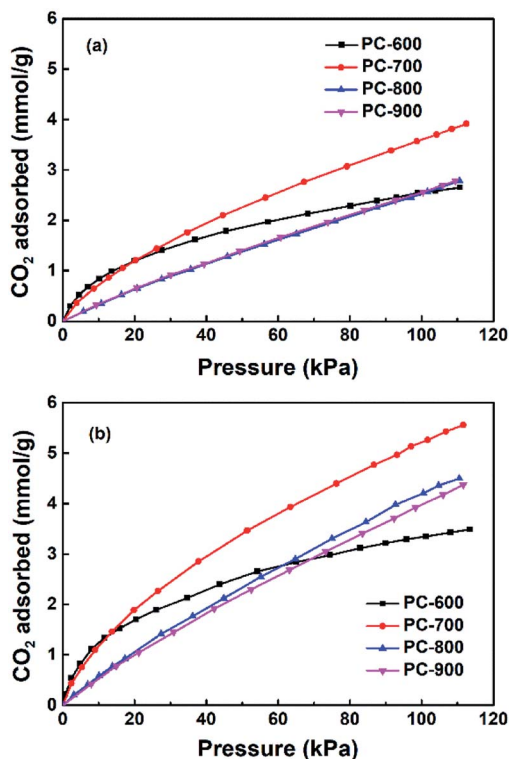 (a)
PC-600
PC-700
PC-800
PC-900
CO₂ adsorbed (mmol/g)
6
5
4
3
2
1
0
0 20 40 60 80 100 120
Pressure (kPa)
(b)
PC-600
PC-700
PC-800
PC-900
CO₂ adsorbed (mmol/g)
6
5
4
3
2
1
0
0 20 40 60 80 100 120
Pressure (kPa)